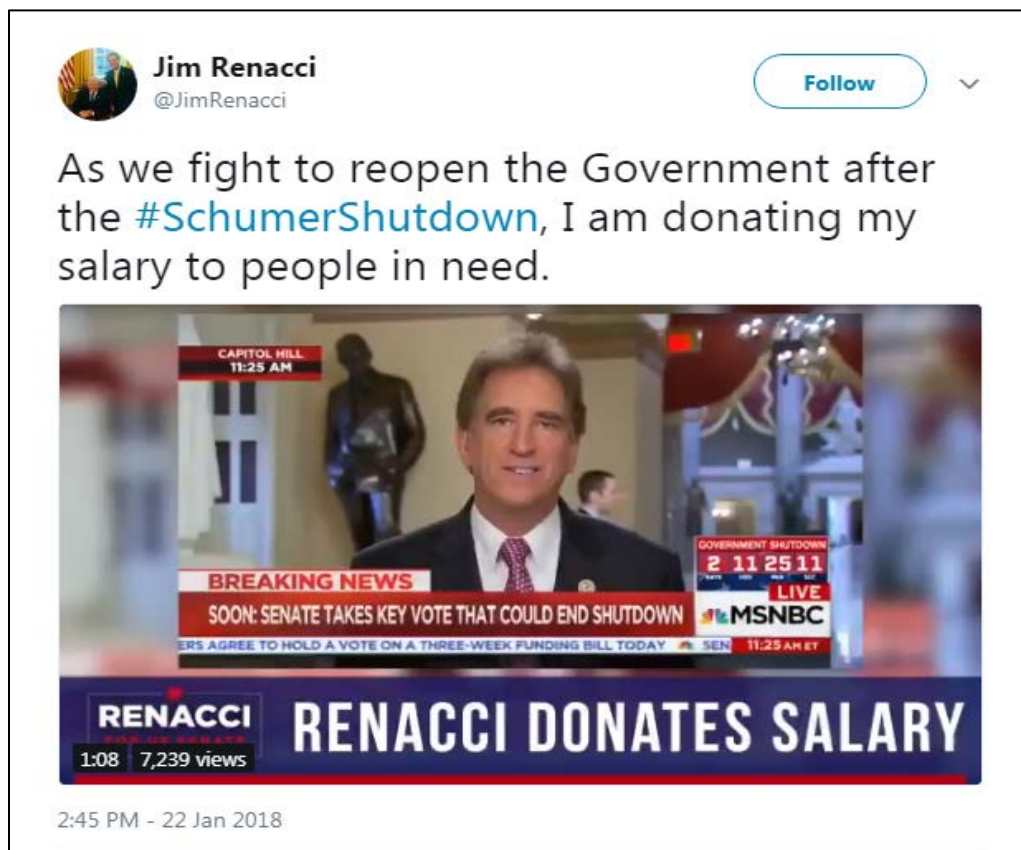 Jim Renacci
@JimRenacci
Follow
As we fight to reopen the Government after
the #SchumerShutdown, I am donating my
salary to people in need.
CAPITOL HILL
11:25 AM
GOVERNMENT SHUTDOWN
2 11 25 11
LIVE
BREAKING NEWS
SOON: SENATE TAKES KEY VOTE THAT COULD END SHUTDOWN
MSNBC
ERS AGREE TO HOLD A VOTE ON A THREE-WEEK FUNDING BILL TODAY SEN
11:25 AM ET
RENACCI
FOR US SENATE
RENACCI DONATES SALARY
1:08 7,239 views
2:45 PM - 22 Jan 2018